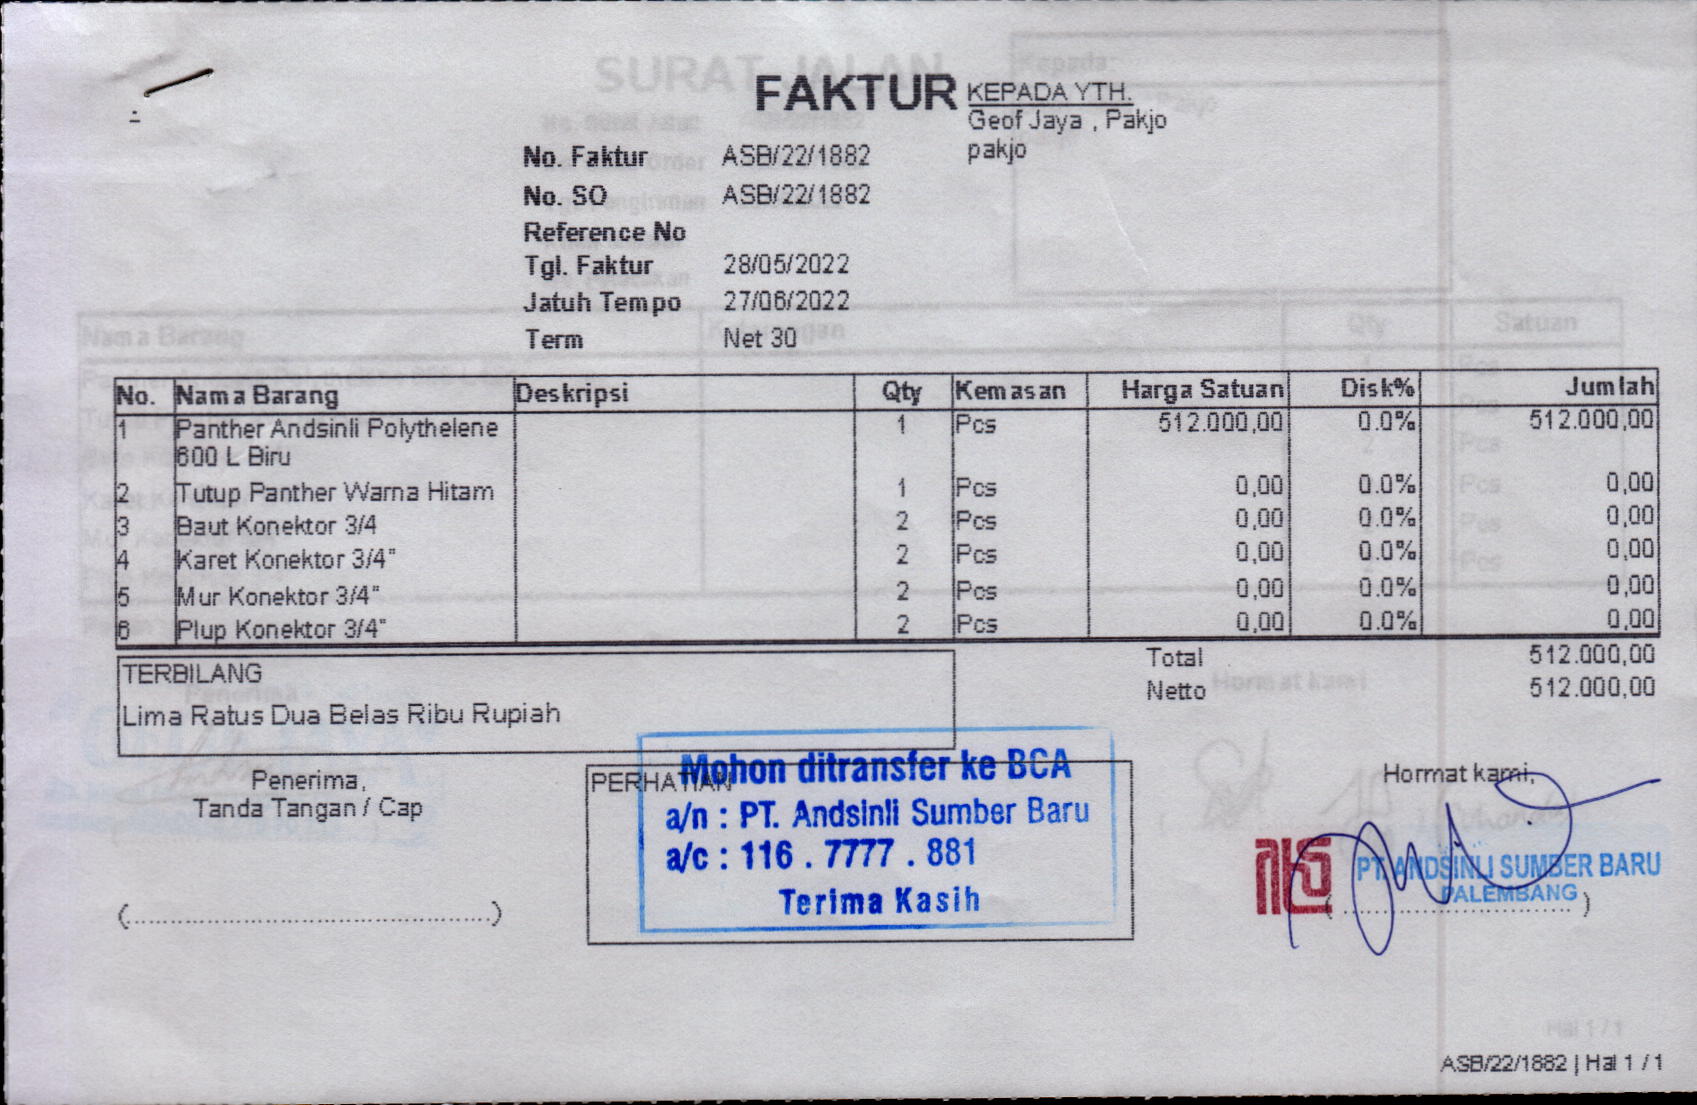 FAKTUR
KEPADA YTH.
Geof Jaya , Pakjo
pakjo
No. Faktur ASB/22/1882
No. SO ASB/22/1882
Reference No
Tgl. Faktur 28/05/2022
Jatuh Tempo 27/06/2022
Term Net 30
No. Nama Barang Deskripsi Qty Kemasan Harga Satuan Disk% Jumlah
1 Panther Andsinli Polythelene 1 Pcs 512.000,00 0.0% 512.000,00
600 L Biru
2 Tutup Panther Warna Hitam 1 Pcs 0,00 0.0% 0,00
3 Baut Konektor 3/4 2 Pcs 0,00 0.0% 0,00
4 Karet Konektor 3/4" 2 Pcs 0,00 0.0% 0,00
5 Mur Konektor 3/4" 2 Pcs 0,00 0.0% 0,00
6 Plup Konektor 3/4" 2 Pcs 0,00 0.0% 0,00
Total 512.000,00
Netto 512.000,00
TERBILANG
Lima Ratus Dua Belas Ribu Rupiah
Penerima,
Tanda Tangan / Cap
(..............................................)
PERHATIAN
Mohon ditransfer ke BCA
a/n : PT. Andsinli Sumber Baru
a/c : 116 . 7777 . 881
Terima Kasih
Hormat kami,
PT. ANDSINLI SUMBER BARU
PALEMBANG
(..............................)
ASB/22/1882 | Hal 1 / 1